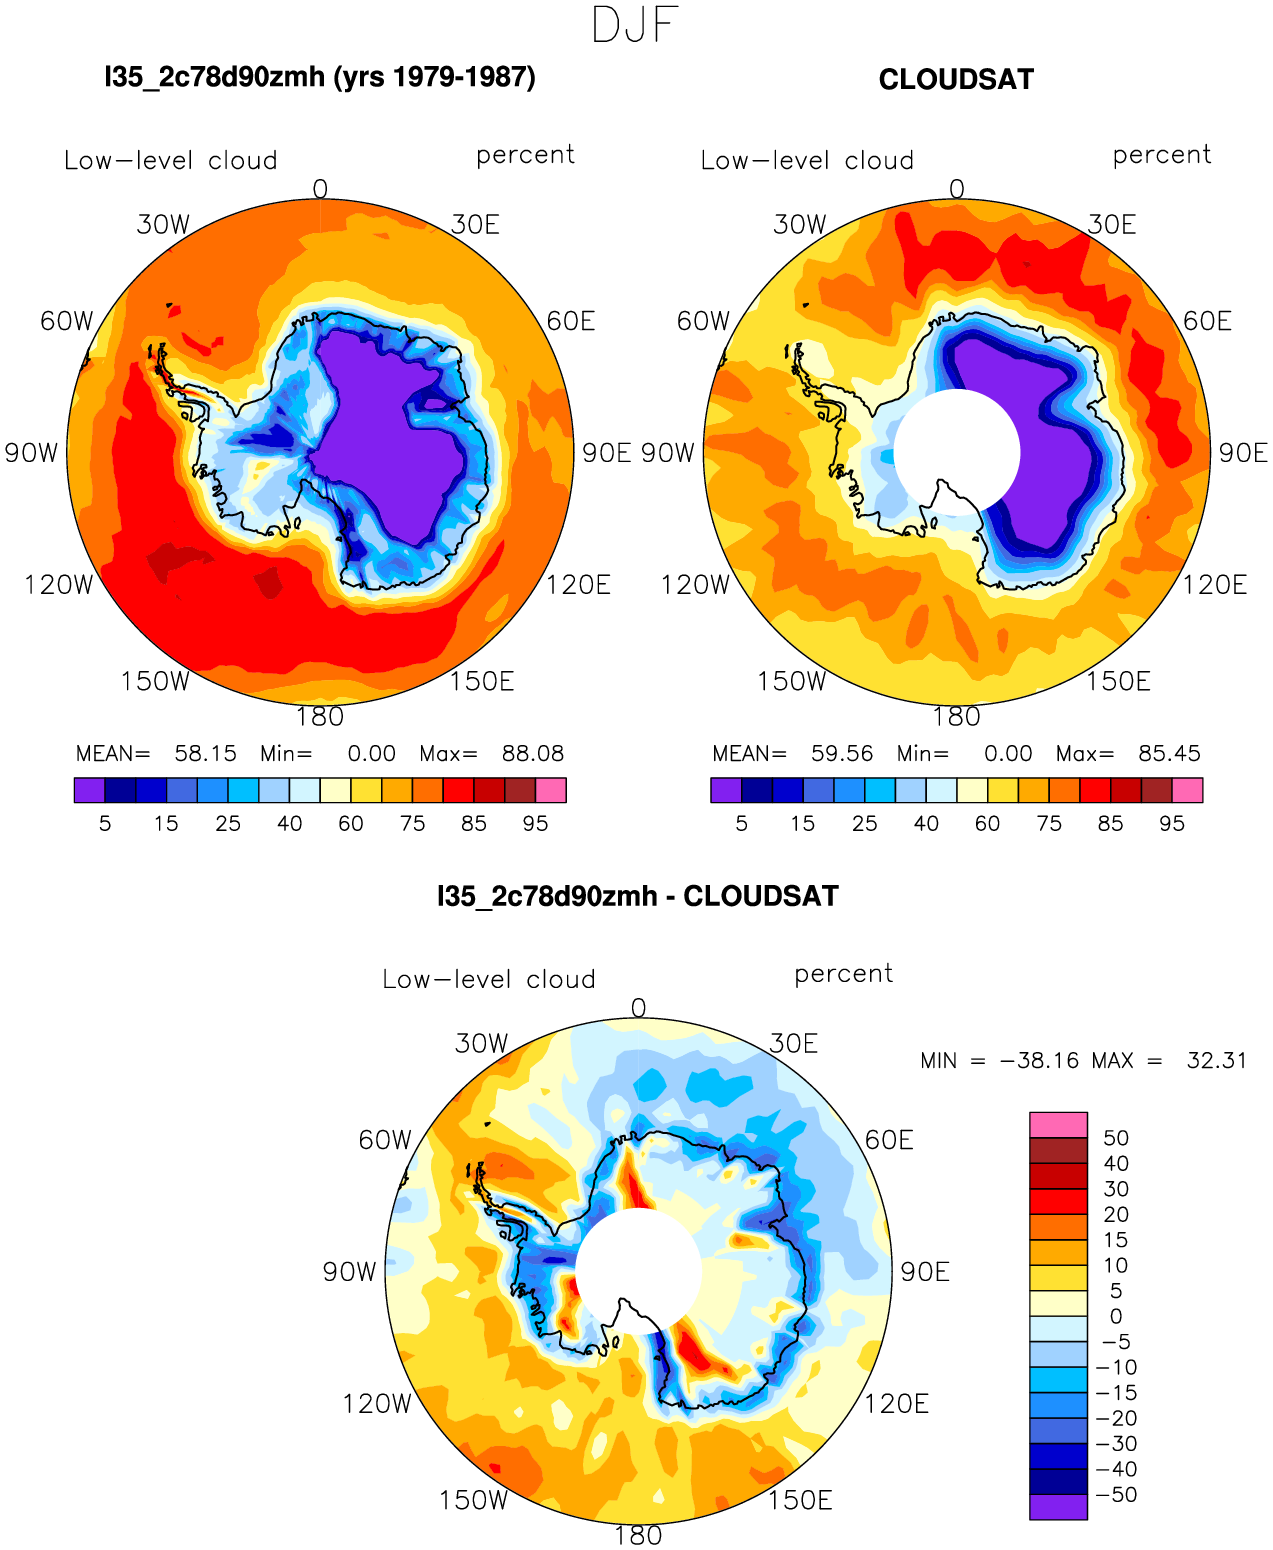 DJF
I35_2c78d90zmh (yrs 1979-1987)
Low-level cloud percent
0
30W 30E
60W 60E
90W 90E
120W 120E
150W 150E
180
MEAN= 58.15 Min= 0.00 Max= 88.08
5 15 25 40 60 75 85 95
CLOUDSAT
Low-level cloud percent
0
30W 30E
60W 60E
90W 90E
120W 120E
150W 150E
180
MEAN= 59.56 Min= 0.00 Max= 85.45
5 15 25 40 60 75 85 95
I35_2c78d90zmh - CLOUDSAT
Low-level cloud percent
0
30W 30E
60W 60E
90W 90E
120W 120E
150W 150E
180
MIN = -38.16 MAX = 32.31
50
40
30
20
15
10
5
0
-5
-10
-15
-20
-30
-40
-50